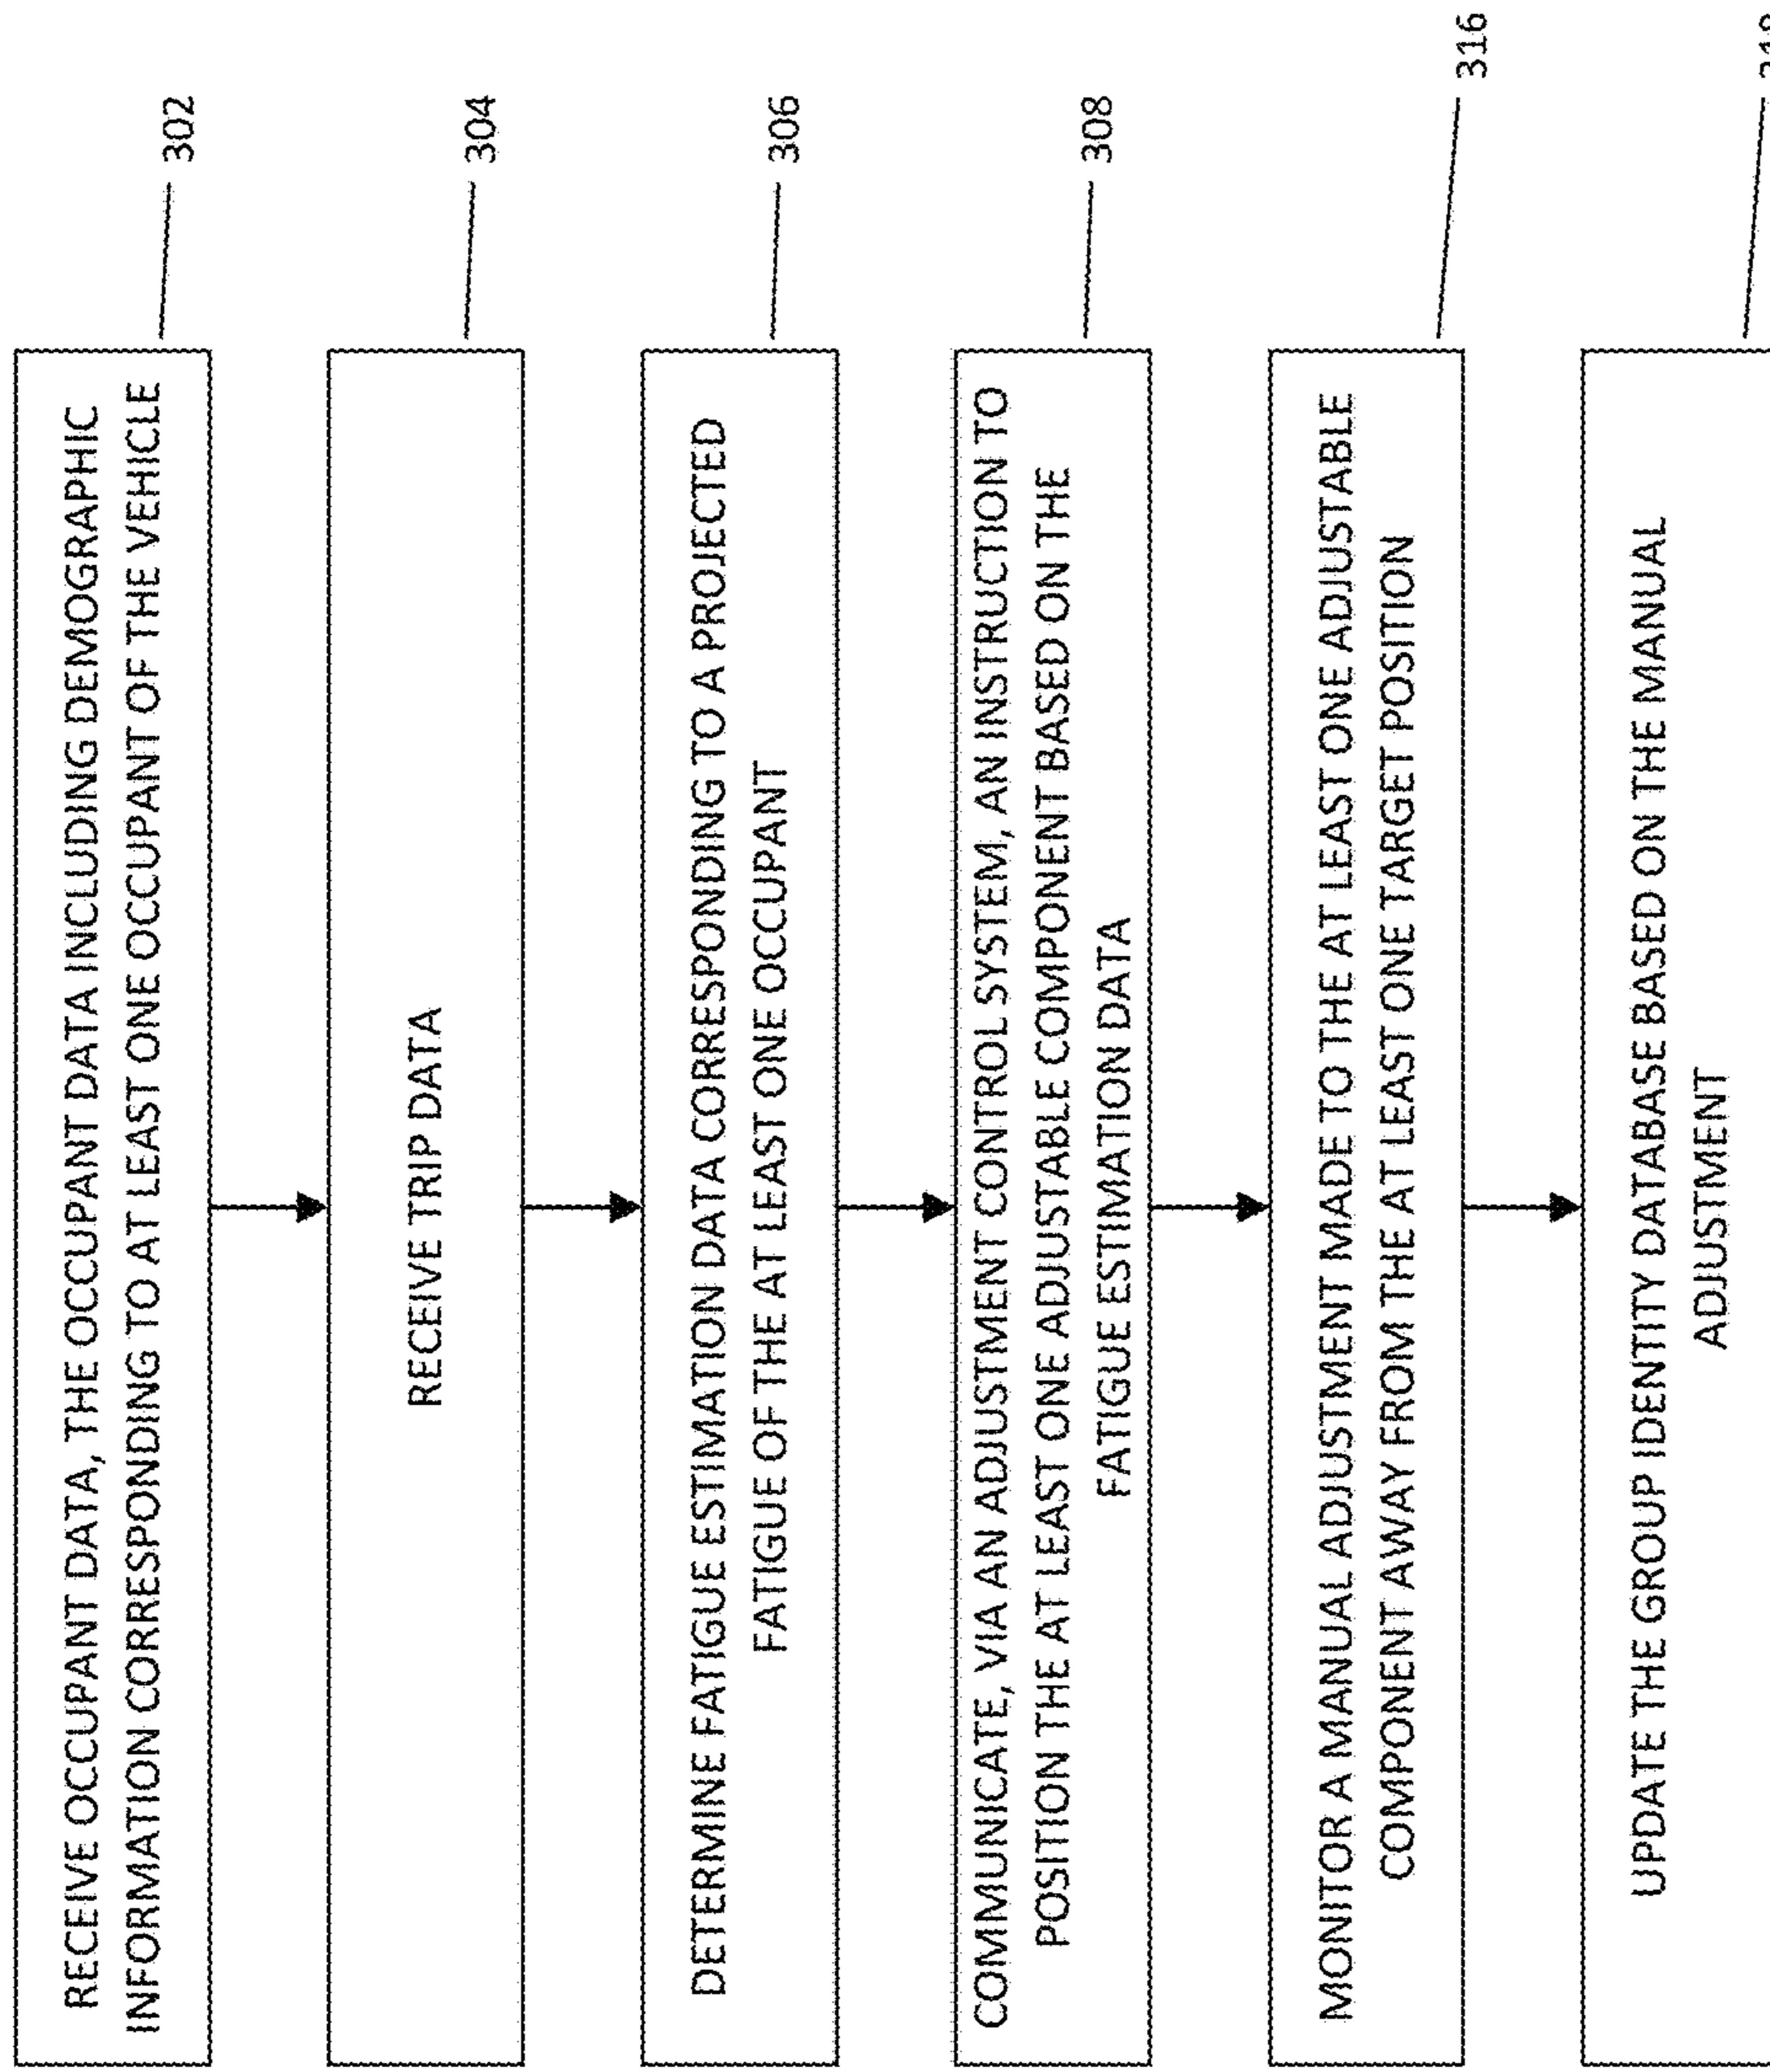 RECEIVE OCCUPANT DATA, THE OCCUPANT DATA INCLUDING DEMOGRAPHIC
INFORMATION CORRESPONDING TO AT LEAST ONE OCCUPANT OF THE VEHICLE
302
RECEIVE TRIP DATA
304
DETERMINE FATIGUE ESTIMATION DATA CORRESPONDING TO A PROJECTED
FATIGUE OF THE AT LEAST ONE OCCUPANT
306
COMMUNICATE, VIA AN ADJUSTMENT CONTROL SYSTEM, AN INSTRUCTION TO
POSITION THE AT LEAST ONE ADJUSTABLE COMPONENT BASED ON THE
FATIGUE ESTIMATION DATA
308
MONITOR A MANUAL ADJUSTMENT MADE TO THE AT LEAST ONE ADJUSTABLE
COMPONENT AWAY FROM THE AT LEAST ONE TARGET POSITION
316
UPDATE THE GROUP IDENTITY DATABASE BASED ON THE MANUAL
ADJUSTMENT